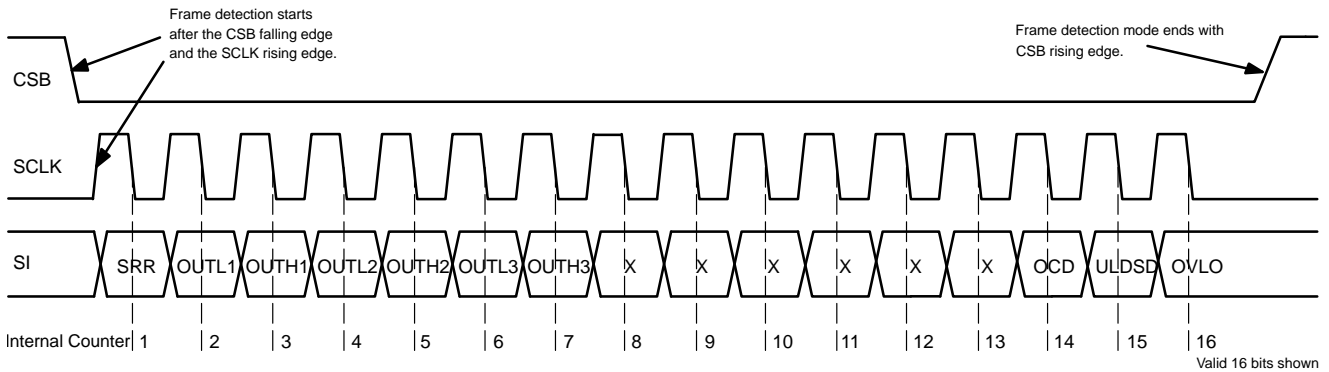 Frame detection starts
after the CSB falling edge
and the SCLK rising edge.
Frame detection mode ends with
CSB rising edge.
CSB
SCLK
SI
SRR OUTL1 OUTH1 OUTL2 OUTH2 OUTL3 OUTH3 X X X X X X OCD ULDSD OVLO
Internal Counter 1 2 3 4 5 6 7 8 9 10 11 12 13 14 15 16
Valid 16 bits shown